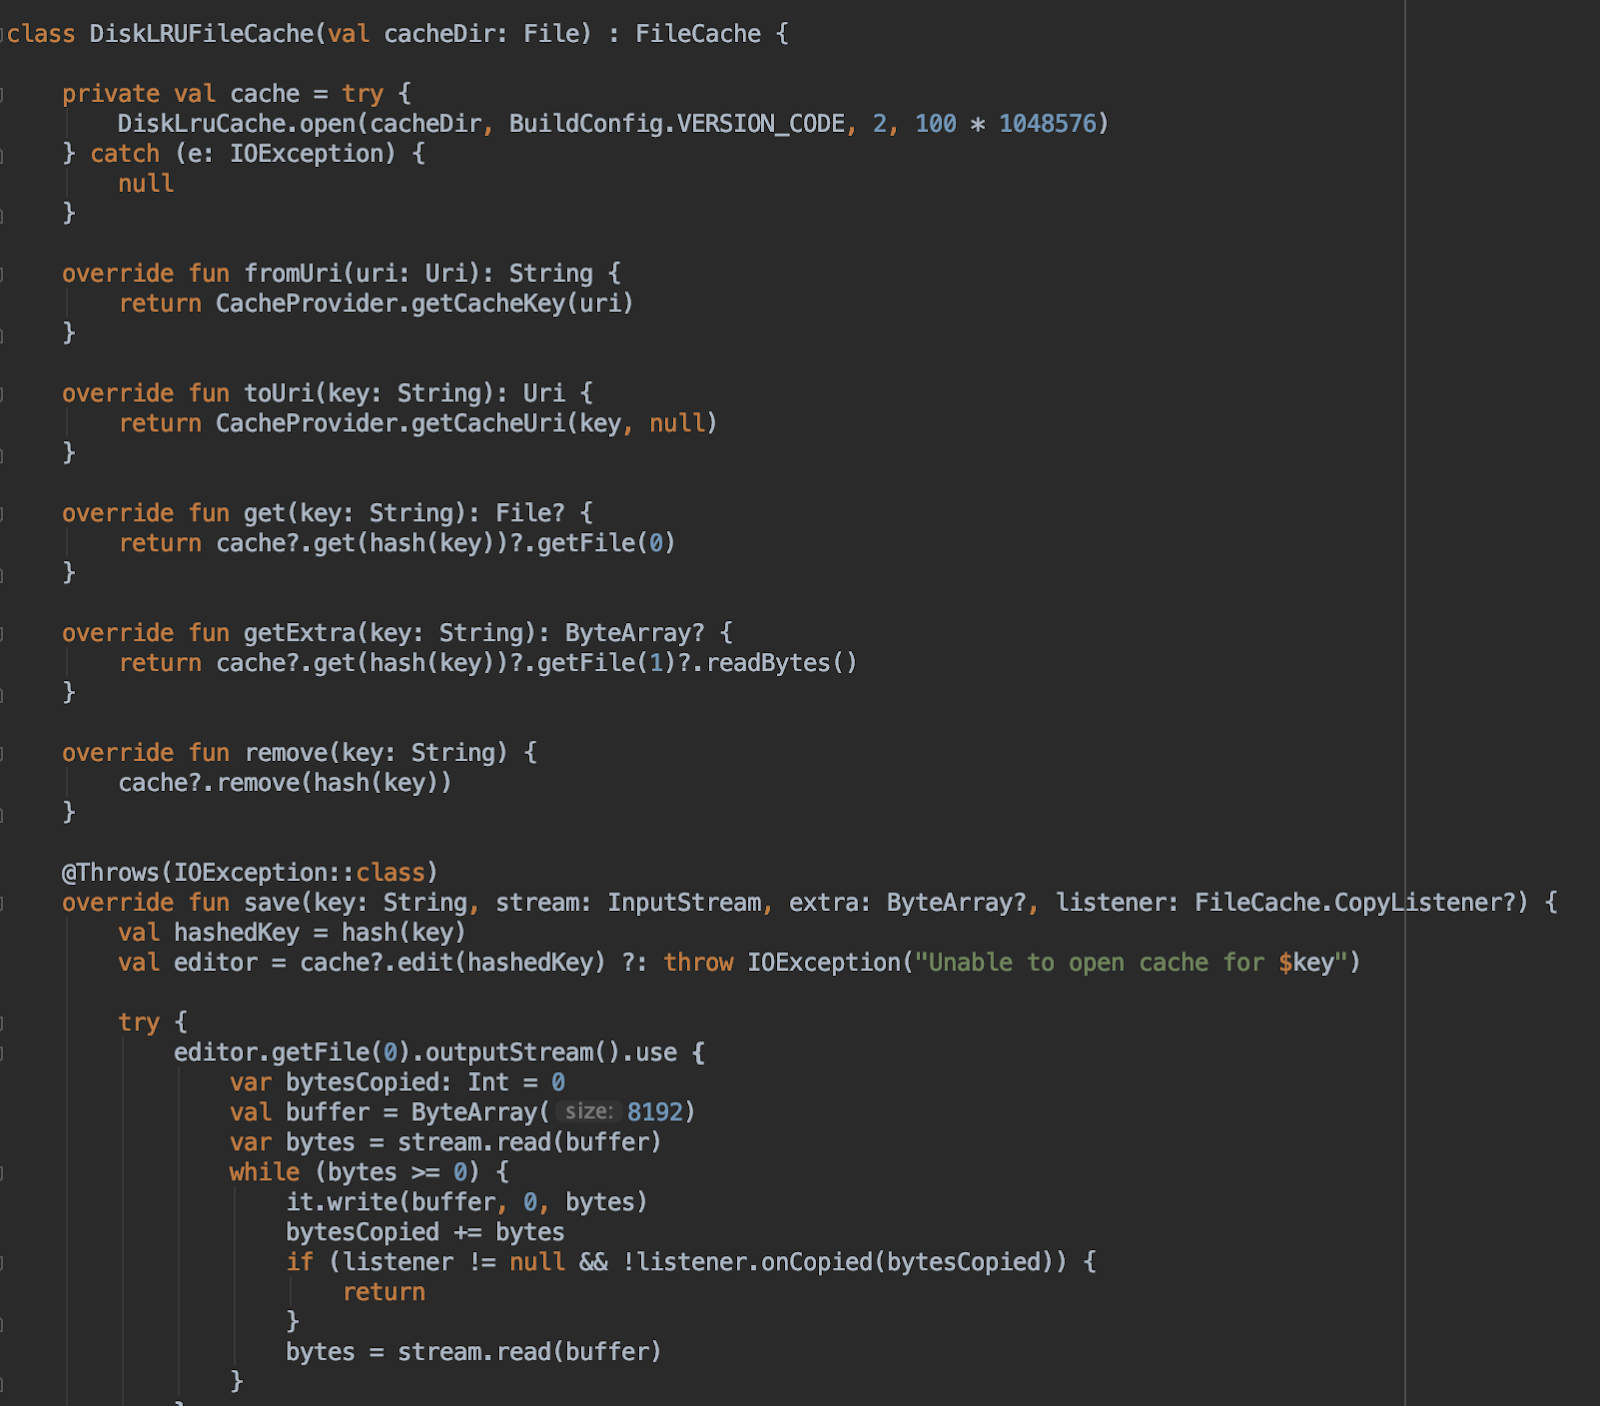 class DiskLRUFileCache(val cacheDir: File) : FileCache {
private val cache = try {
DiskLruCache.open(cacheDir, BuildConfig.VERSION_CODE, 2, 100 * 1048576)
} catch (e: IOException) {
null
}
override fun fromUri(uri: Uri): String {
return CacheProvider.getCacheKey(uri)
}
override fun toUri(key: String): Uri {
return CacheProvider.getCacheUri(key, null)
}
override fun get(key: String): File? {
return cache?.get(hash(key))?.getFile(0)
}
override fun getExtra(key: String): ByteArray? {
return cache?.get(hash(key))?.getFile(1)?.readBytes()
}
override fun remove(key: String) {
cache?.remove(hash(key))
}
@Throws(IOException::class)
override fun save(key: String, stream: InputStream, extra: ByteArray?, listener: FileCache.CopyListener?) {
val hashedKey = hash(key)
val editor = cache?.edit(hashedKey) ?: throw IOException("Unable to open cache for $key")
try {
editor.getFile(0).outputStream().use {
var bytesCopied: Int = 0
val buffer = ByteArray( size: 8192)
var bytes = stream.read(buffer)
while (bytes >= 0) {
it.write(buffer, 0, bytes)
bytesCopied += bytes
if (listener != null && !listener.onCopied(bytesCopied)) {
return
}
bytes = stream.read(buffer)
}